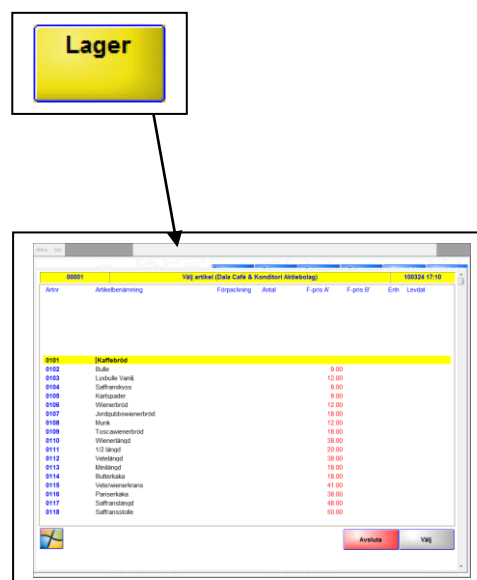 Lager
00001 Välj artikel (Dala Café & Konditori Aktiebolag) 100324 17:10
Artnr Artikelbenämning Förpackning Antal F-pris A' F-pris B' Enh Levdat
0101 Kaffebröd
0102 Bulle 9.00
0103 Lyxbulle Vanilj 12.00
0104 Saffranskyss 9.00
0105 Karlspader 9.00
0106 Wienerbröd 12.00
0107 Jordgubbswienerbröd 18.00
0108 Munk 12.00
0109 Toscawienerbröd 18.00
0110 Wienerlängd 38.00
0111 1/2 längd 20.00
0112 Vetelängd 38.00
0113 Minilängd 18.00
0114 Butterkaka 18.00
0115 Vete/wienerkrans 41.00
0116 Pariserkaka 38.00
0117 Saffranslängd 48.00
0118 Saffransstolle 50.00
Avsluta Välj